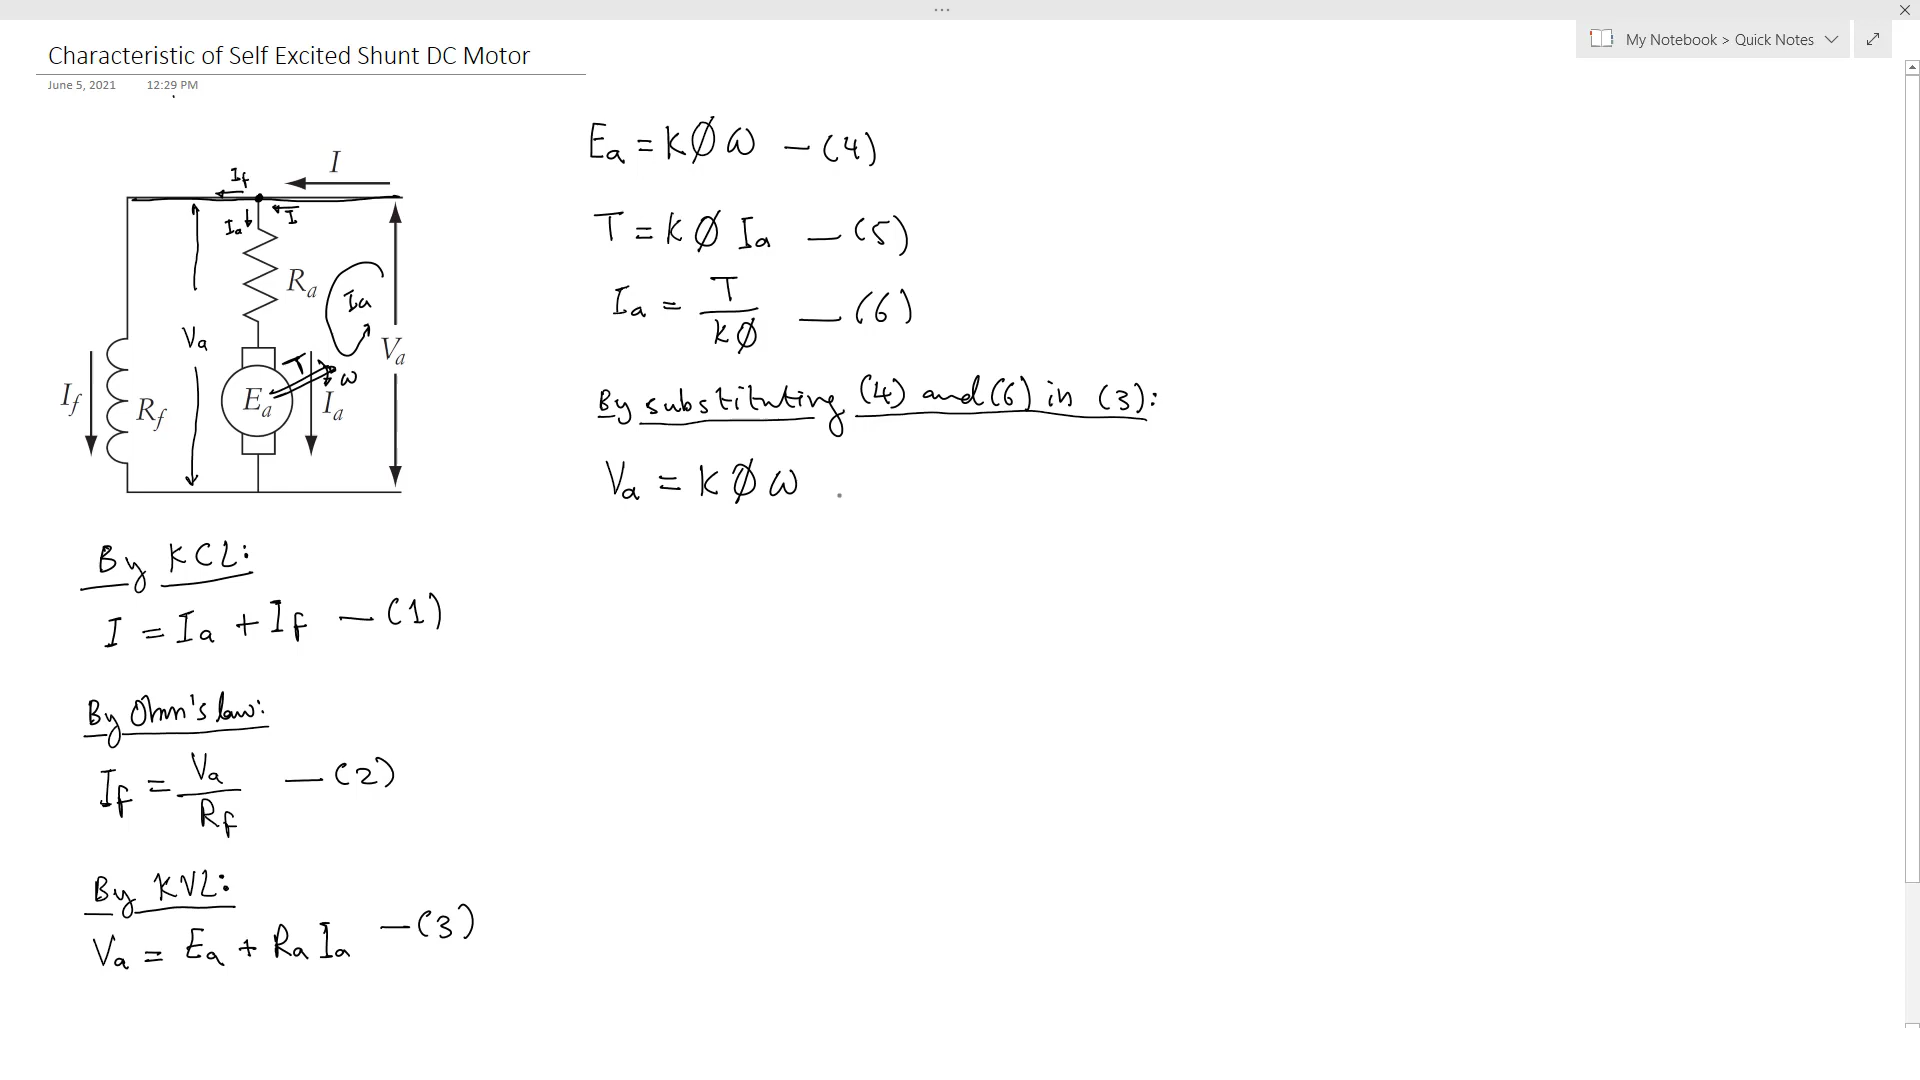 ...
My Notebook > Quick Notes
Characteristic of Self Excited Shunt DC Motor
June 5, 2021 12:29 PM
I
If
Ia
I
Ra
Ia
Va
Va
T
ω
If
Rf
Ea
Ia
By KCL:
I = Ia + If — (1)
By Ohm's law:
If = Va / Rf — (2)
By KVL:
Va = Ea + Ra Ia — (3)
Ea = KØω — (4)
T = KØ Ia — (5)
Ia = T / KØ — (6)
By substituting (4) and (6) in (3):
Va = KØω